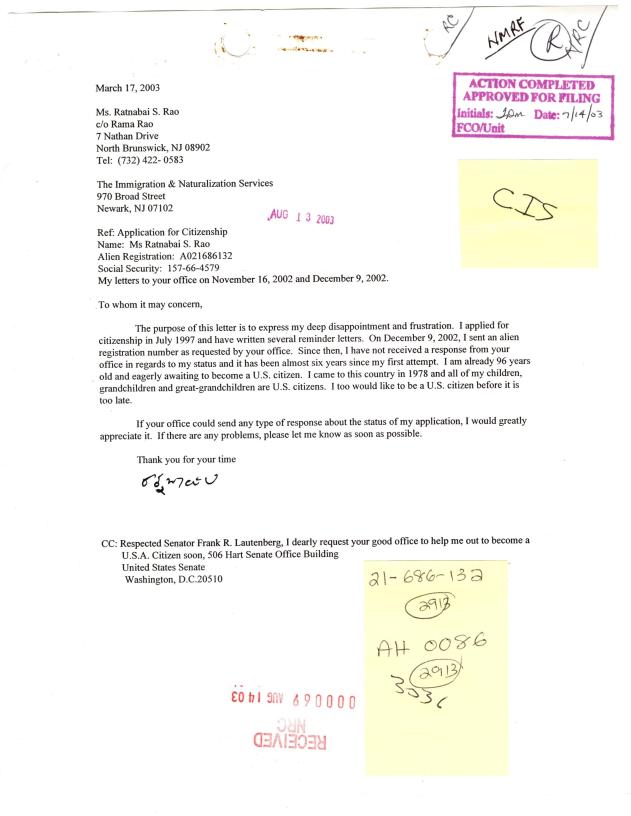 RC
NMRF
R
NRC
March 17, 2003
ACTION COMPLETED
APPROVED FOR FILING
Initials: Date: 7/14/03
FCO/Unit
Ms. Ratnabai S. Rao
c/o Rama Rao
7 Nathan Drive
North Brunswick, NJ 08902
Tel: (732) 422- 0583
The Immigration & Naturalization Services
970 Broad Street
Newark, NJ 07102
CIS
AUG 13 2003
Ref: Application for Citizenship
Name: Ms Ratnabai S. Rao
Alien Registration: A021686132
Social Security: 157-66-4579
My letters to your office on November 16, 2002 and December 9, 2002.
To whom it may concern,
The purpose of this letter is to express my deep disappointment and frustration. I applied for
citizenship in July 1997 and have written several reminder letters. On December 9, 2002, I sent an alien
registration number as requested by your office. Since then, I have not received a response from your
office in regards to my status and it has been almost six years since my first attempt. I am already 96 years
old and eagerly awaiting to become a U.S. citizen. I came to this country in 1978 and all of my children,
grandchildren and great-grandchildren are U.S. citizens. I too would like to be a U.S. citizen before it is
too late.
If your office could send any type of response about the status of my application, I would greatly
appreciate it. If there are any problems, please let me know as soon as possible.
Thank you for your time
CC: Respected Senator Frank R. Lautenberg, I dearly request your good office to help me out to become a
U.S.A. Citizen soon, 506 Hart Senate Office Building
United States Senate
Washington, D.C.20510
21-686-132
2913
AH 0086
2913
RECEIVED
NRC
000069 AUG 14 03